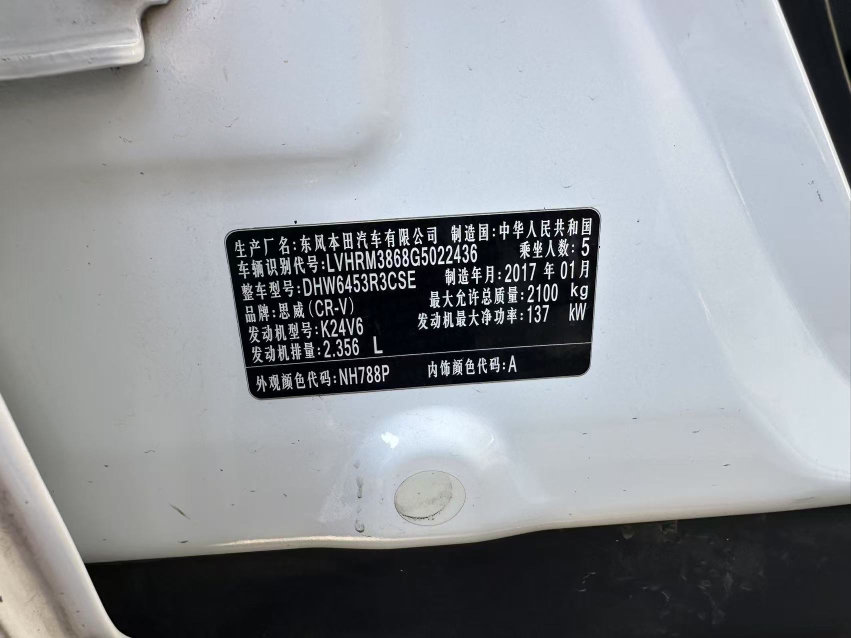 生产厂名:东风本田汽车有限公司 制造国:中华人民共和国
车辆识别代号:LVHRM3868G5022436 乘坐人数:5
整车型号:DHW6453R3CSE 制造年月:2017 年 01月
品牌:思威(CR-V) 最大允许总质量:2100 kg
发动机型号:K24V6 发动机最大净功率:137 kW
发动机排量:2.356 L
外观颜色代码:NH788P 内饰颜色代码:A